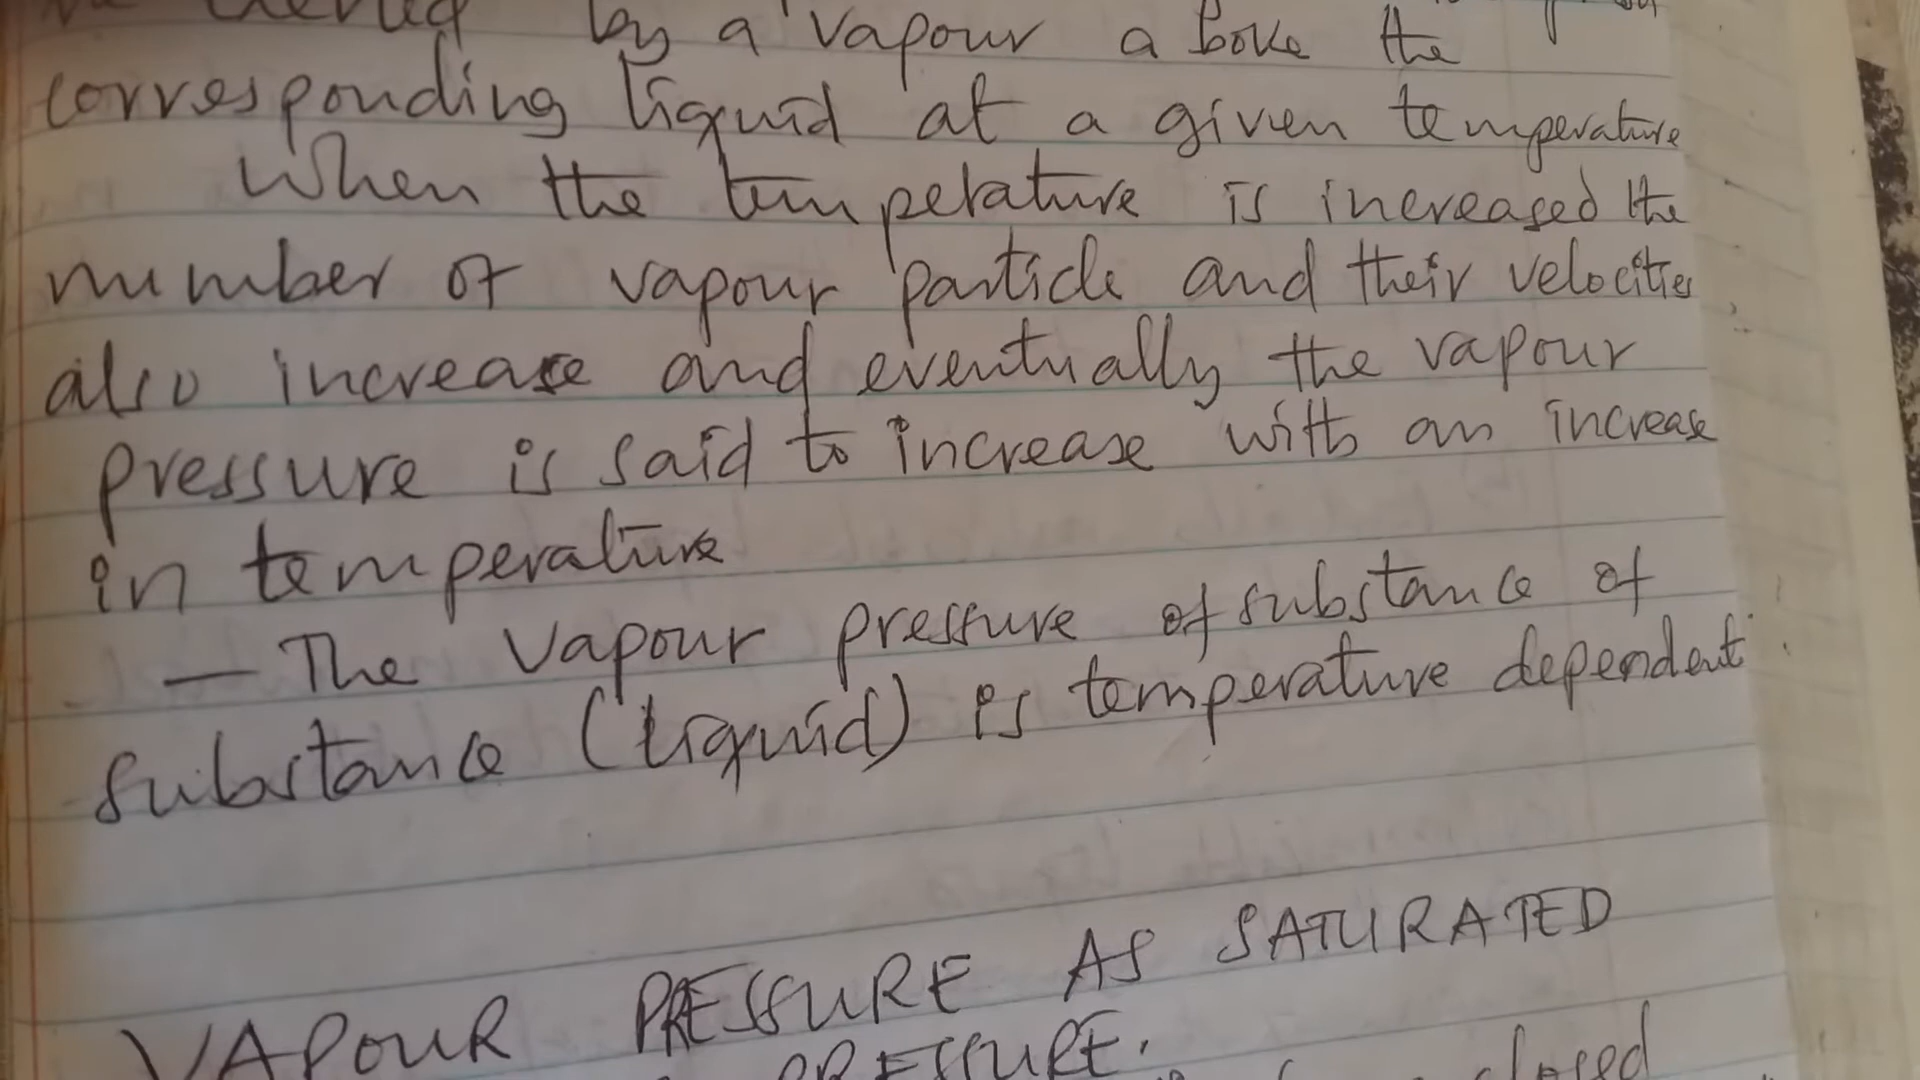 by a vapour a bove the
corresponding liquid at a given temperature
When the temperature is increased the
number of vapour particle and their velocities
also increase and eventually the vapour
pressure is said to increase with an increase
in temperature
— The vapour pressure of substance of
substance (liquid) is temperature dependent
VAPOUR PRESSURE AS SATURATED
PRESSURE.
closed